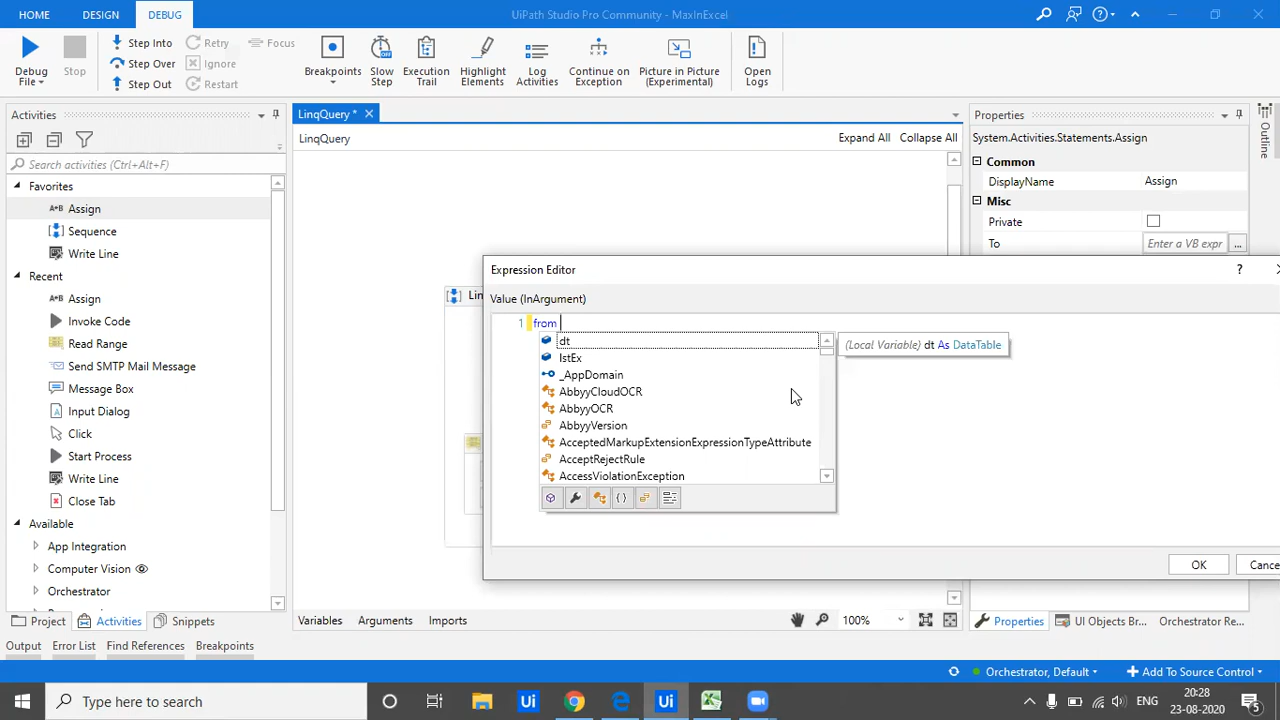 HOME DESIGN DEBUG UiPath Studio Pro Community - MaxInExcel
Debug File Stop Step Into Step Over Step Out Retry Ignore Restart Focus
Breakpoints Slow Step Execution Trail Highlight Elements Log Activities Continue on Exception Picture in Picture (Experimental) Open Logs
Activities
Search activities (Ctrl+Alt+F)
Favorites
Assign
Sequence
Write Line
Recent
Assign
Invoke Code
Read Range
Send SMTP Mail Message
Message Box
Input Dialog
Click
Start Process
Write Line
Close Tab
Available
App Integration
Computer Vision
Orchestrator
Project Activities Snippets
LinqQuery *
LinqQuery Expand All Collapse All
Lin
Expression Editor ?
Value (InArgument)
1 from
dt
lstEx
_AppDomain
AbbyyCloudOCR
AbbyyOCR
AbbyyVersion
AcceptedMarkupExtensionExpressionTypeAttribute
AcceptRejectRule
AccessViolationException
(Local Variable) dt As DataTable
OK Cance
Variables Arguments Imports 100%
Properties
System.Activities.Statements.Assign
Common
DisplayName Assign
Misc
Private
To Enter a VB expr ...
Outline
Properties UI Objects Br... Orchestrator Re...
Output Error List Find References Breakpoints
Orchestrator, Default Add To Source Control
Type here to search
Ui Ui
ENG 20:28
23-08-2020
5